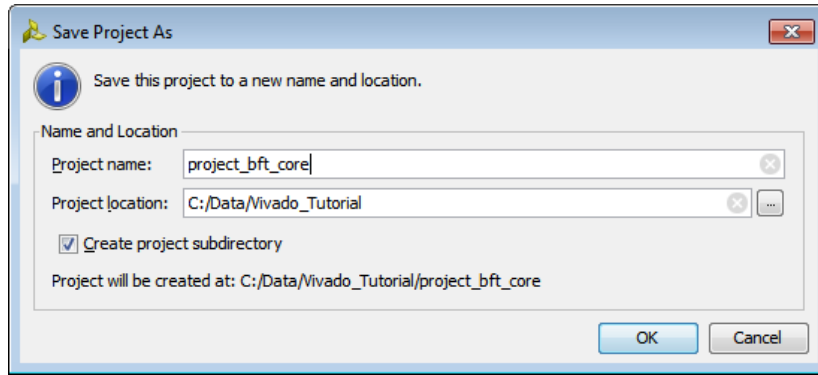 Save Project As
Save this project to a new name and location.
Name and Location
Project name: project_bft_core
Project location: C:/Data/Vivado_Tutorial ...
Create project subdirectory
Project will be created at: C:/Data/Vivado_Tutorial/project_bft_core
OK Cancel